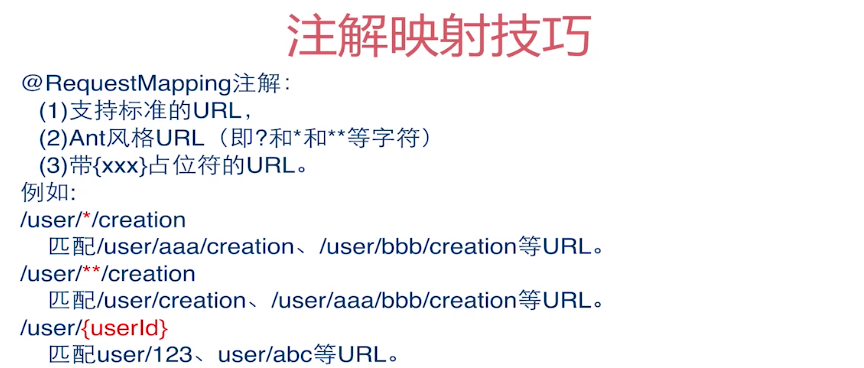 注解映射技巧
@RequestMapping注解：
(1)支持标准的URL，
(2)Ant风格URL（即?和*和**等字符）
(3)带{xxx}占位符的URL。
例如:
/user/*/creation
匹配/user/aaa/creation、/user/bbb/creation等URL。
/user/**/creation
匹配/user/creation、/user/aaa/bbb/creation等URL。
/user/{userId}
匹配user/123、user/abc等URL。